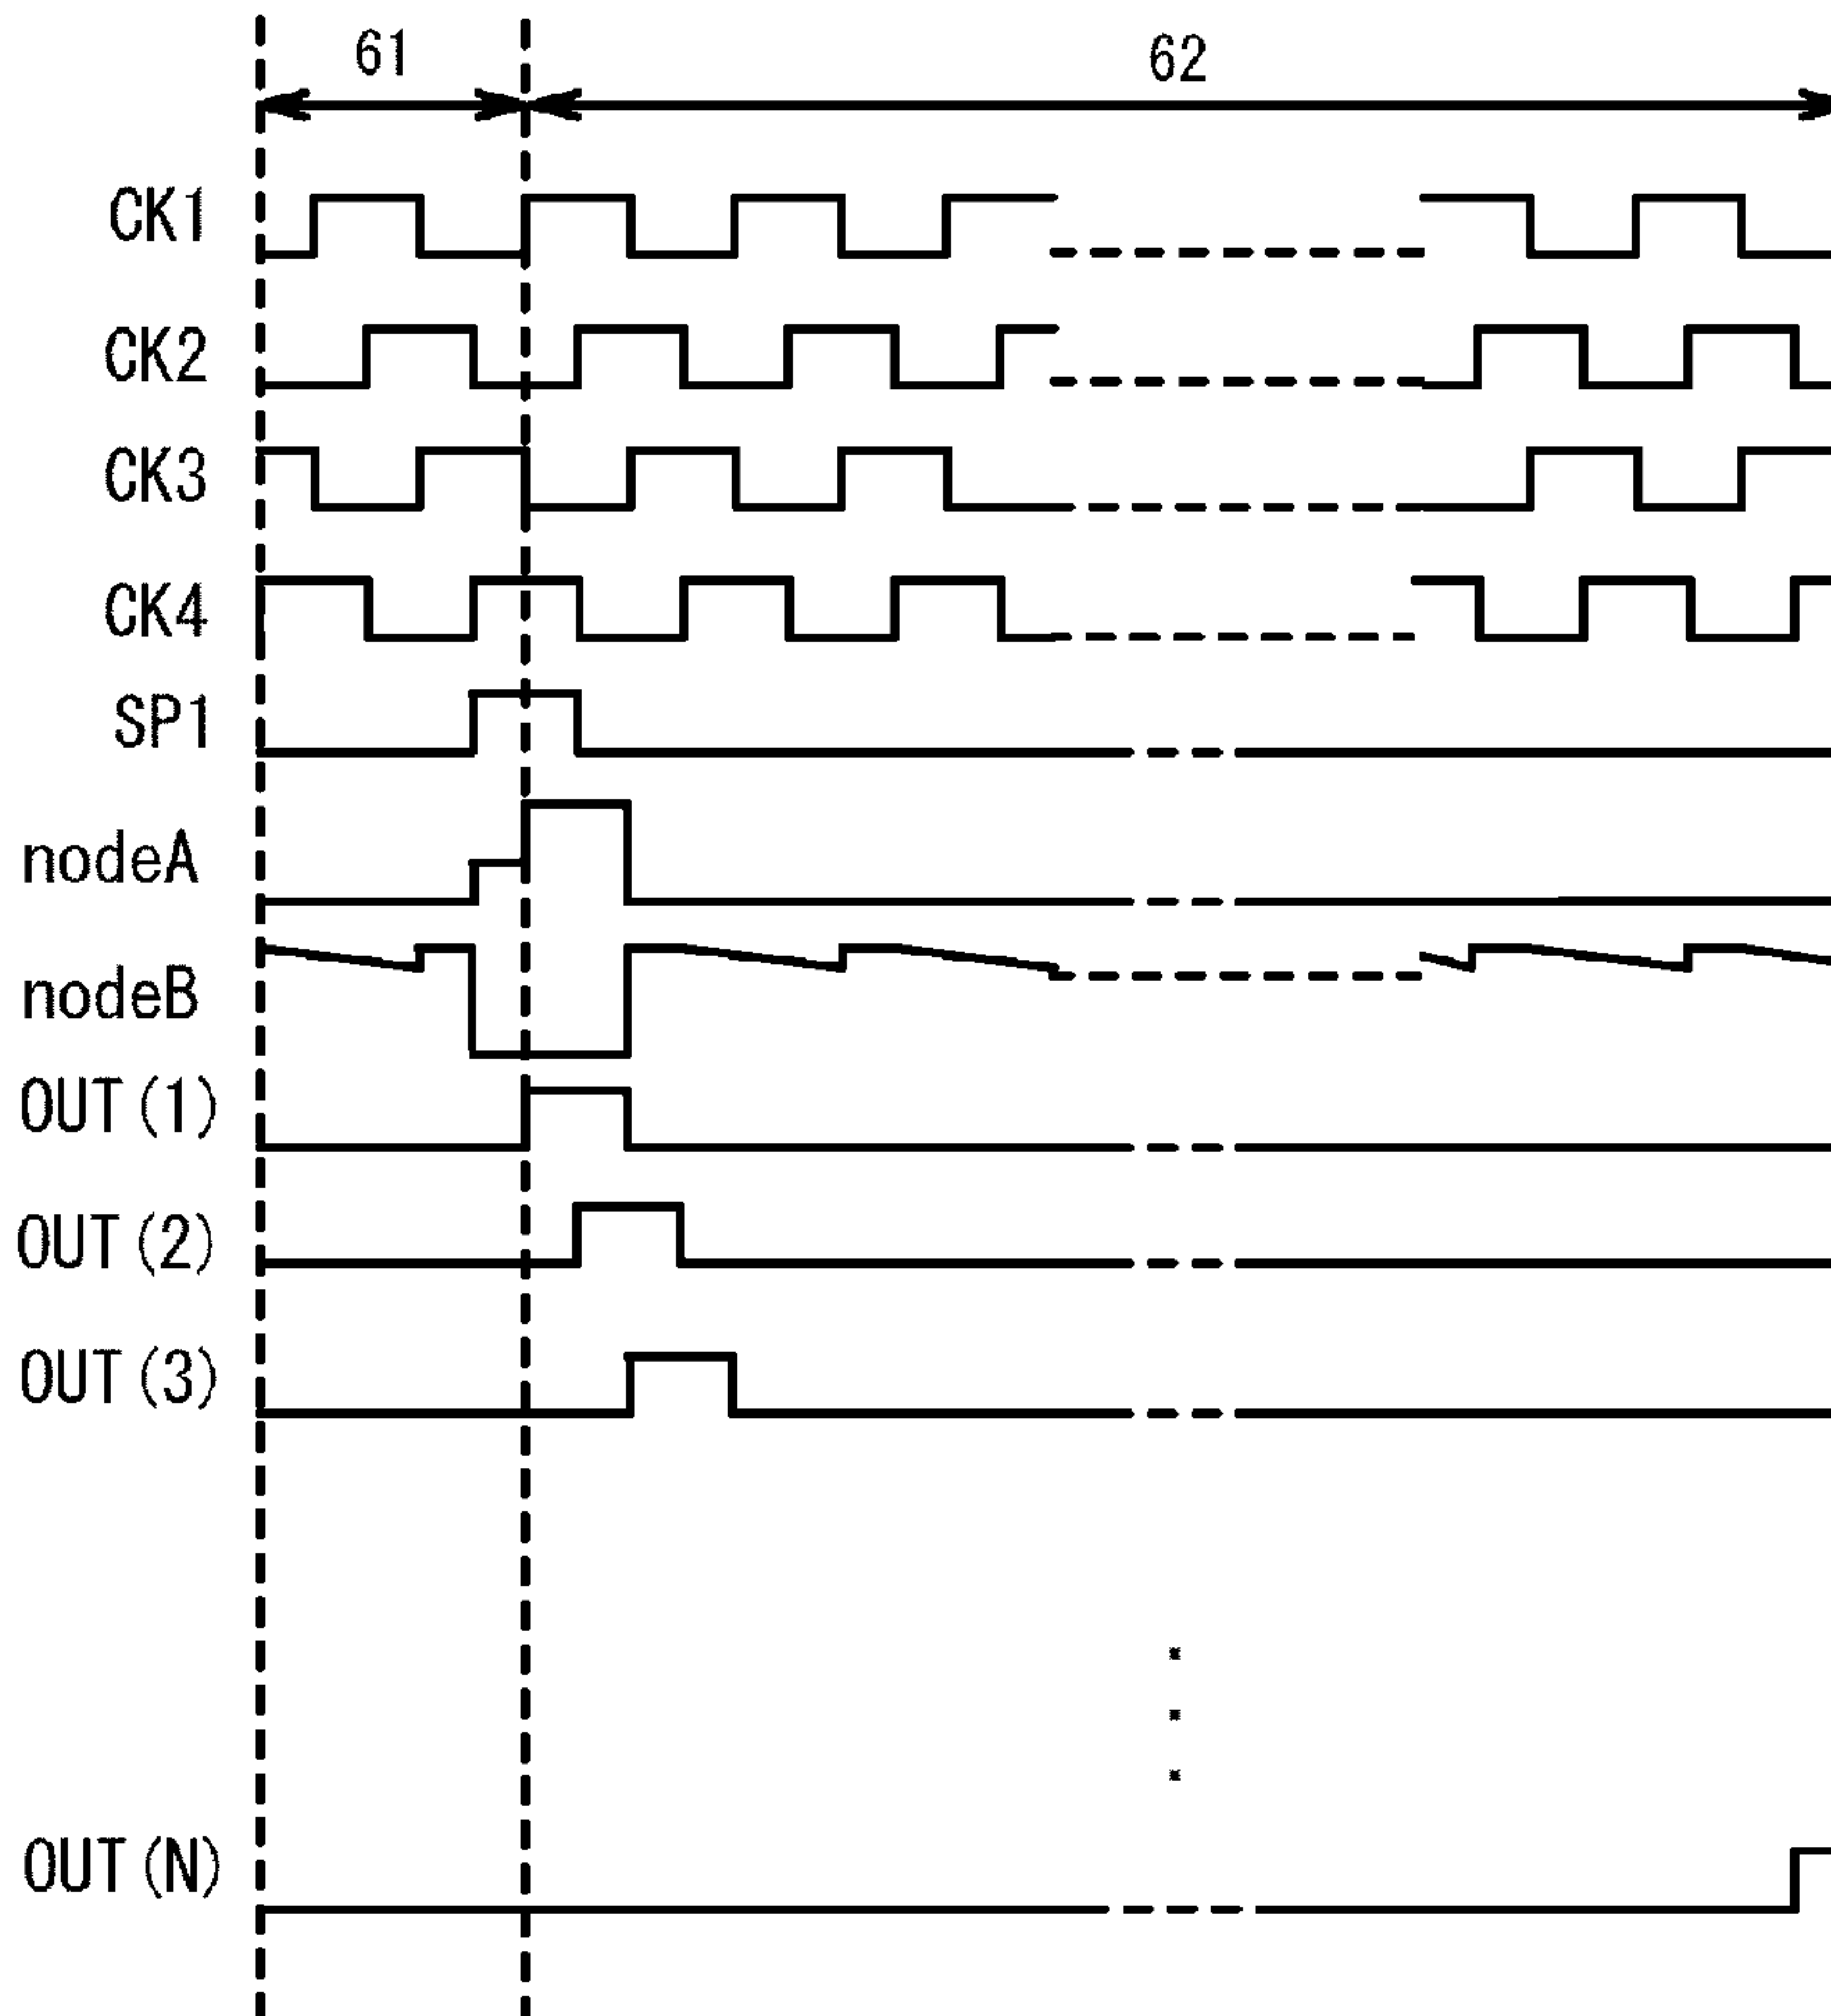 61
62
CK1
CK2
CK3
CK4
SP1
nodeA
nodeB
OUT(1)
OUT(2)
OUT(3)
OUT(N)